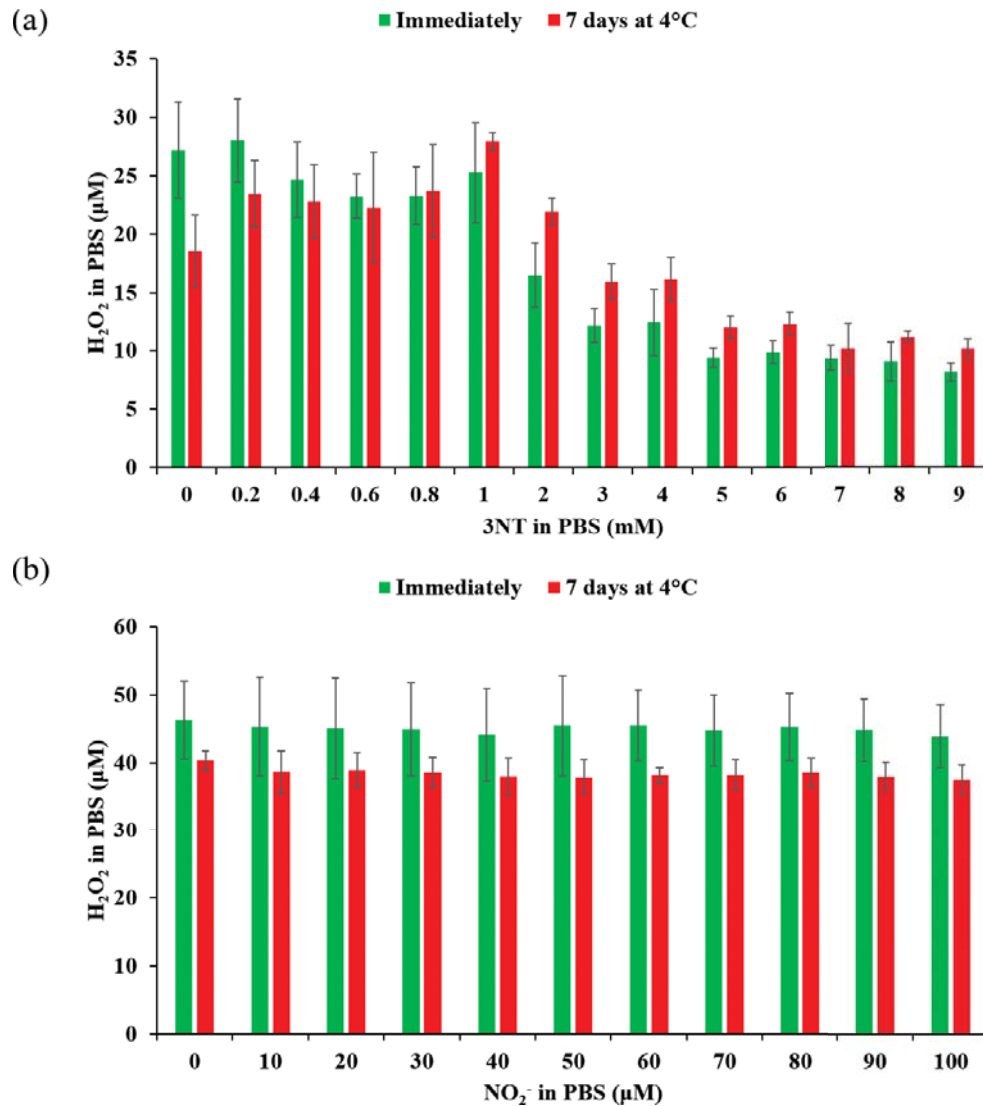 (a)
Immediately 7 days at 4°C
H₂O₂ in PBS (μM)
35
30
25
20
15
10
5
0
0 0.2 0.4 0.6 0.8 1 2 3 4 5 6 7 8 9
3NT in PBS (mM)
(b)
Immediately 7 days at 4°C
H₂O₂ in PBS (μM)
60
50
40
30
20
10
0
0 10 20 30 40 50 60 70 80 90 100
NO₂⁻ in PBS (μM)